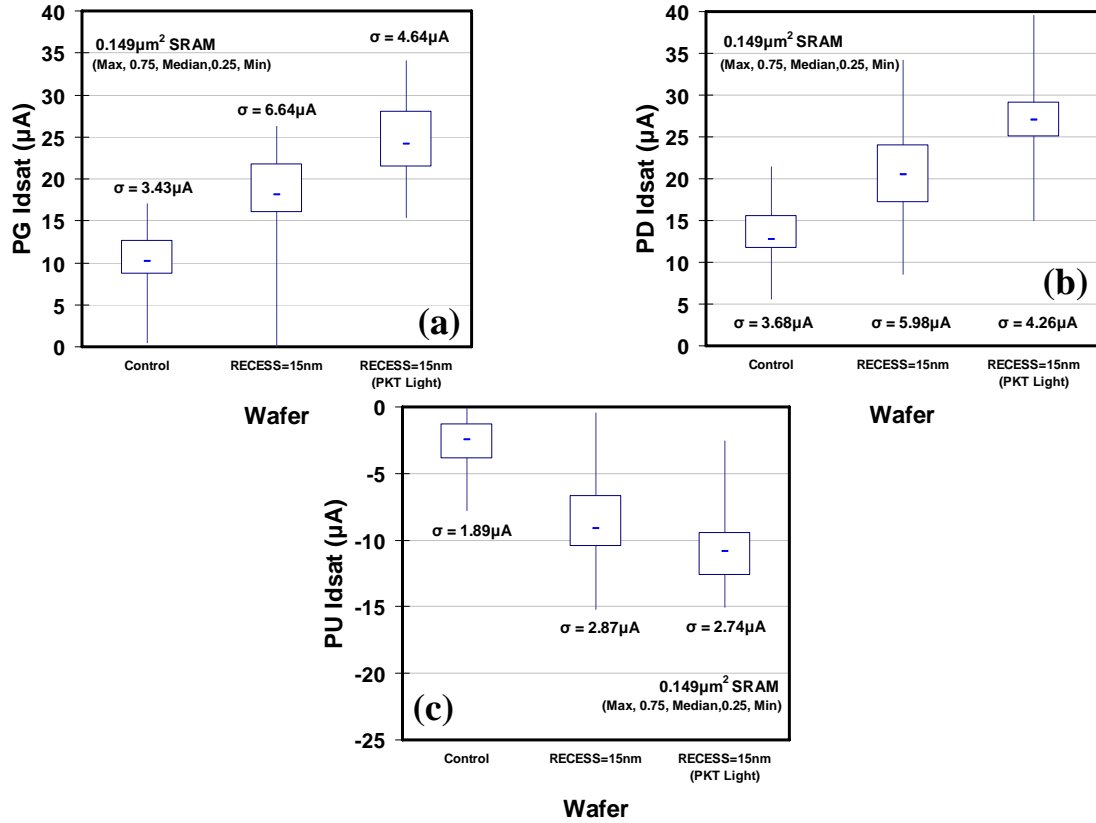 (a)
PG Idsat (µA)
40
35
30
25
20
15
10
5
0
0.149µm² SRAM
(Max, 0.75, Median,0.25, Min)
σ = 3.43µA
σ = 6.64µA
σ = 4.64µA
Control
RECESS=15nm
RECESS=15nm
(PKT Light)
Wafer
(b)
PD Idsat (µA)
40
35
30
25
20
15
10
5
0
0.149µm² SRAM
(Max, 0.75, Median,0.25, Min)
σ = 3.68µA
σ = 5.98µA
σ = 4.26µA
Control
RECESS=15nm
RECESS=15nm
(PKT Light)
Wafer
(c)
PU Idsat (µA)
0
-5
-10
-15
-20
-25
σ = 1.89µA
σ = 2.87µA
σ = 2.74µA
0.149µm² SRAM
(Max, 0.75, Median,0.25, Min)
Control
RECESS=15nm
RECESS=15nm
(PKT Light)
Wafer